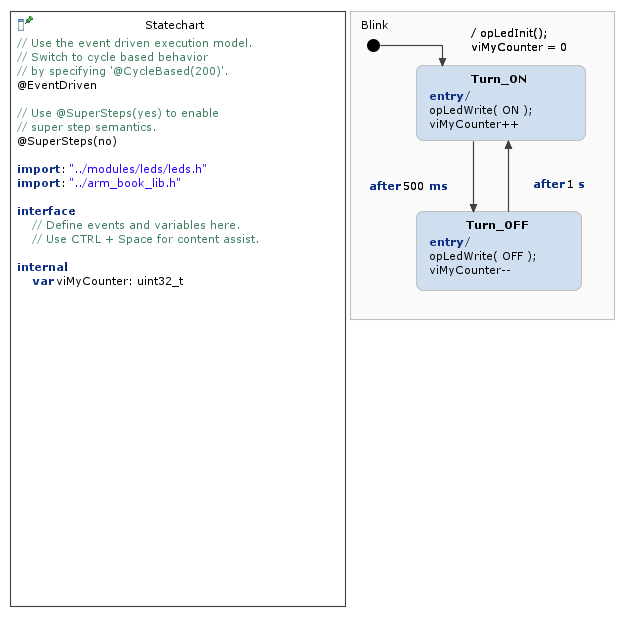 Statechart
// Use the event driven execution model.
// Switch to cycle based behavior
// by specifying '@CycleBased(200)'.
@EventDriven
// Use @SuperSteps(yes) to enable
// super step semantics.
@SuperSteps(no)
import: "../modules/leds/leds.h"
import: "../arm_book_lib.h"
interface
// Define events and variables here.
// Use CTRL + Space for content assist.
internal
var viMyCounter: uint32_t
Blink
/ opLedInit();
viMyCounter = 0
Turn_ON
entry/
opLedWrite( ON );
viMyCounter++
after 500 ms
after 1 s
Turn_OFF
entry/
opLedWrite( OFF );
viMyCounter--